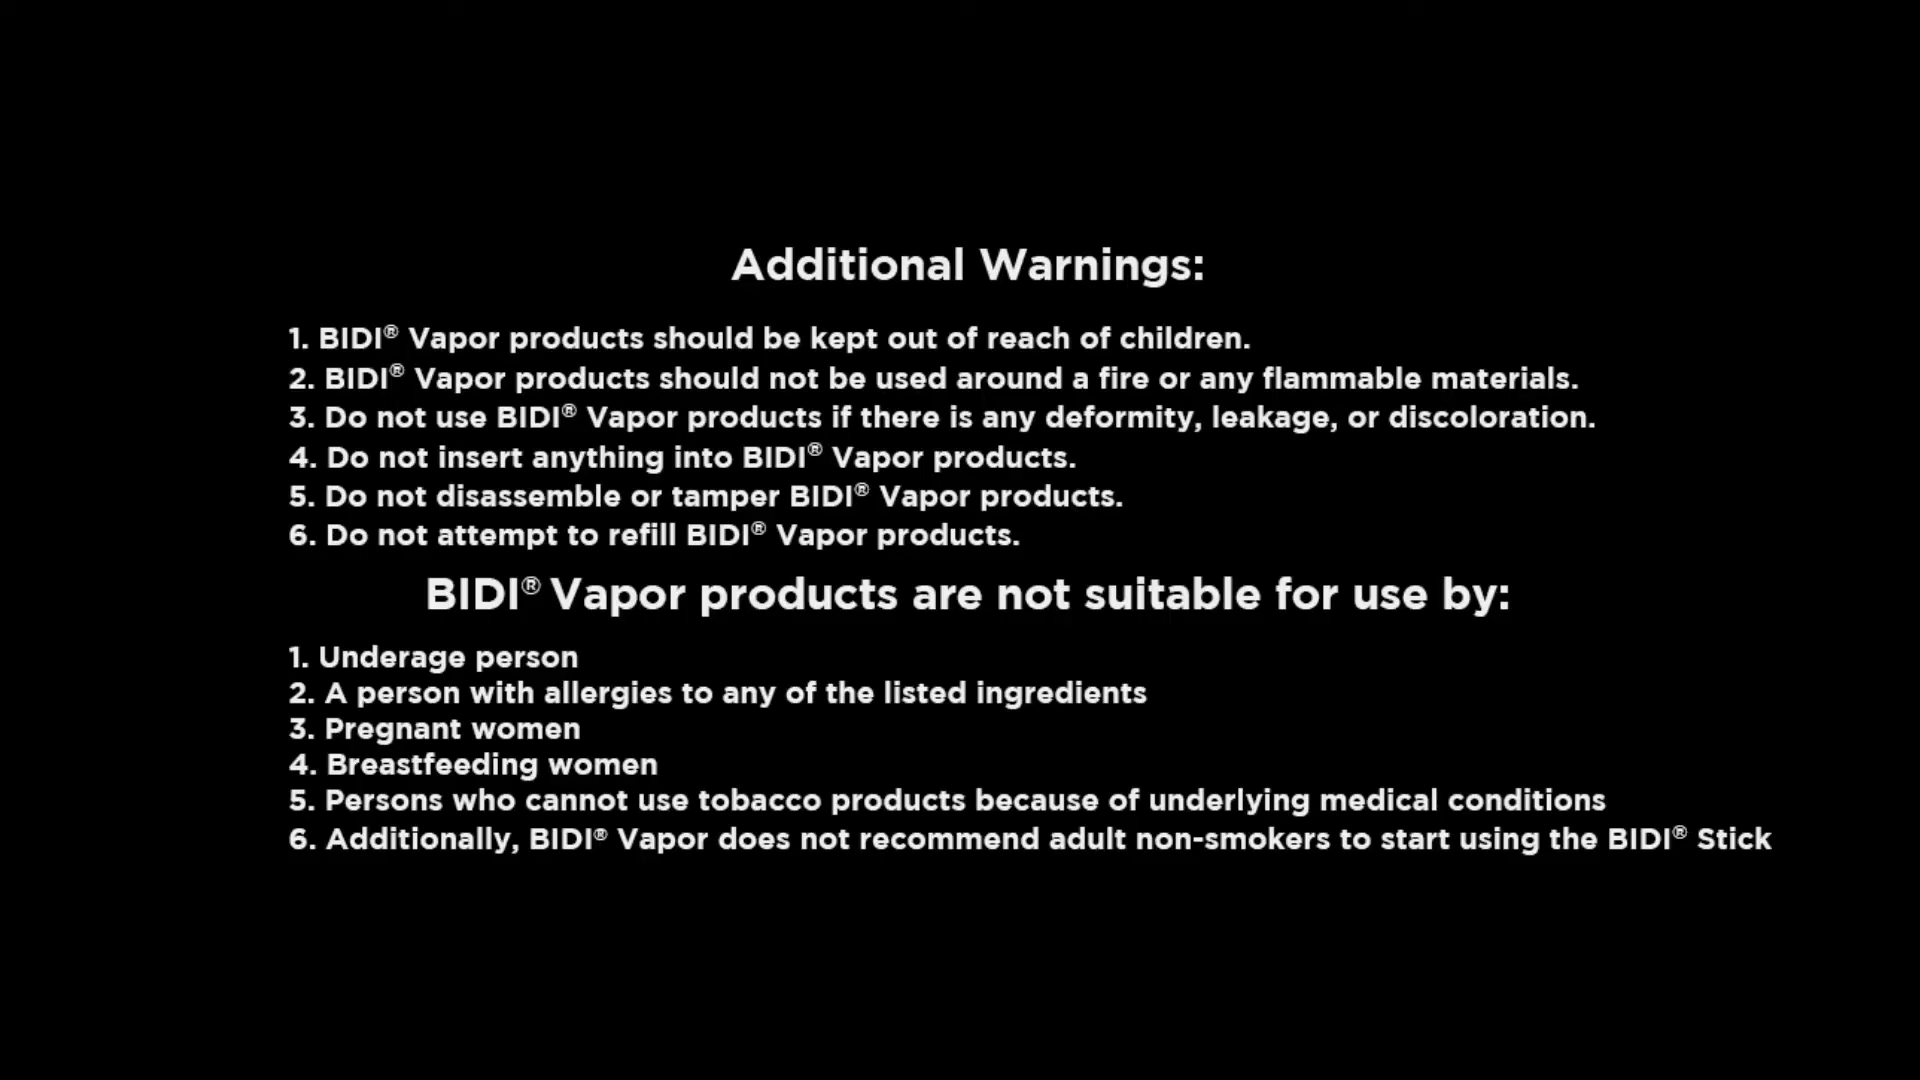 Additional Warnings:
1. BIDI® Vapor products should be kept out of reach of children.
2. BIDI® Vapor products should not be used around a fire or any flammable materials.
3. Do not use BIDI® Vapor products if there is any deformity, leakage, or discoloration.
4. Do not insert anything into BIDI® Vapor products.
5. Do not disassemble or tamper BIDI® Vapor products.
6. Do not attempt to refill BIDI® Vapor products.
BIDI® Vapor products are not suitable for use by:
1. Underage person
2. A person with allergies to any of the listed ingredients
3. Pregnant women
4. Breastfeeding women
5. Persons who cannot use tobacco products because of underlying medical conditions
6. Additionally, BIDI® Vapor does not recommend adult non-smokers to start using the BIDI® Stick